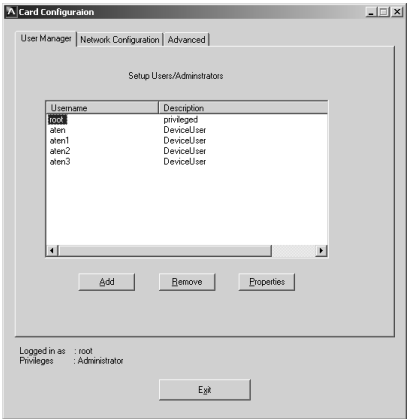 Card Configuraion
User Manager Network Configuration Advanced
Setup Users/Adminstrators
Username Description
root privileged
aten DeviceUser
aten1 DeviceUser
aten2 DeviceUser
aten3 DeviceUser
Add Remove Properties
Logged in as : root
Privileges : Administrator
Exit